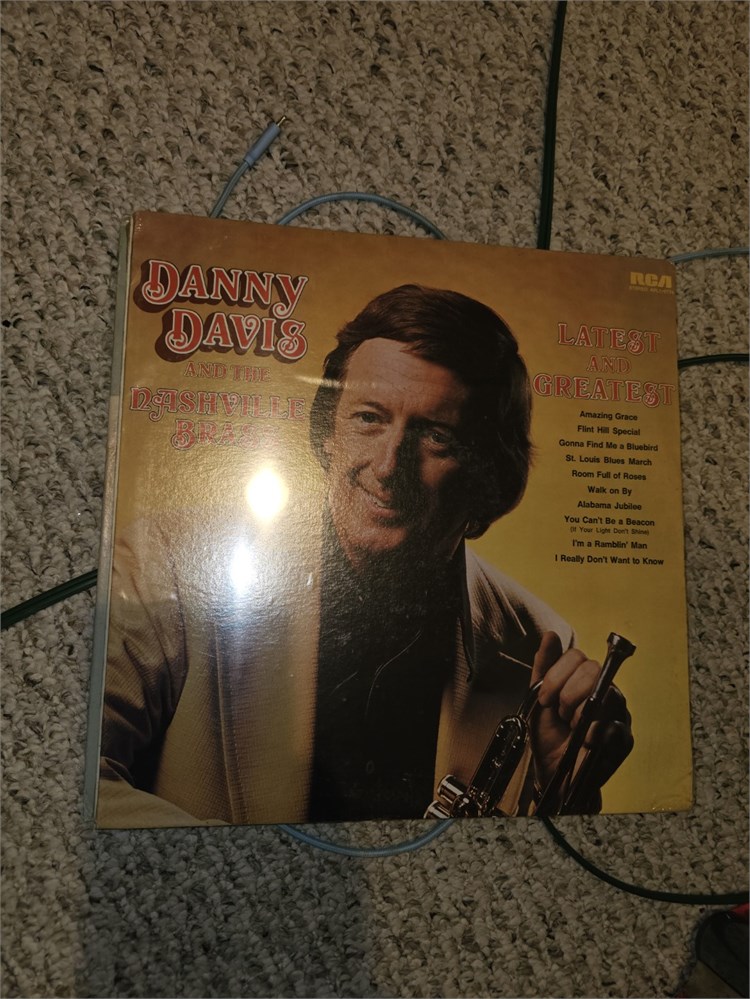 DANNY
DAVIS
AND THE
NASHVILLE
BRASS
RCA
LATEST
AND
GREATEST
Amazing Grace
Flint Hill Special
Gonna Find Me a Bluebird
St. Louis Blues March
Room Full of Roses
Walk on By
Alabama Jubilee
You Can't Be a Beacon
(If Your Light Don't Shine)
I'm a Ramblin' Man
I Really Don't Want to Know